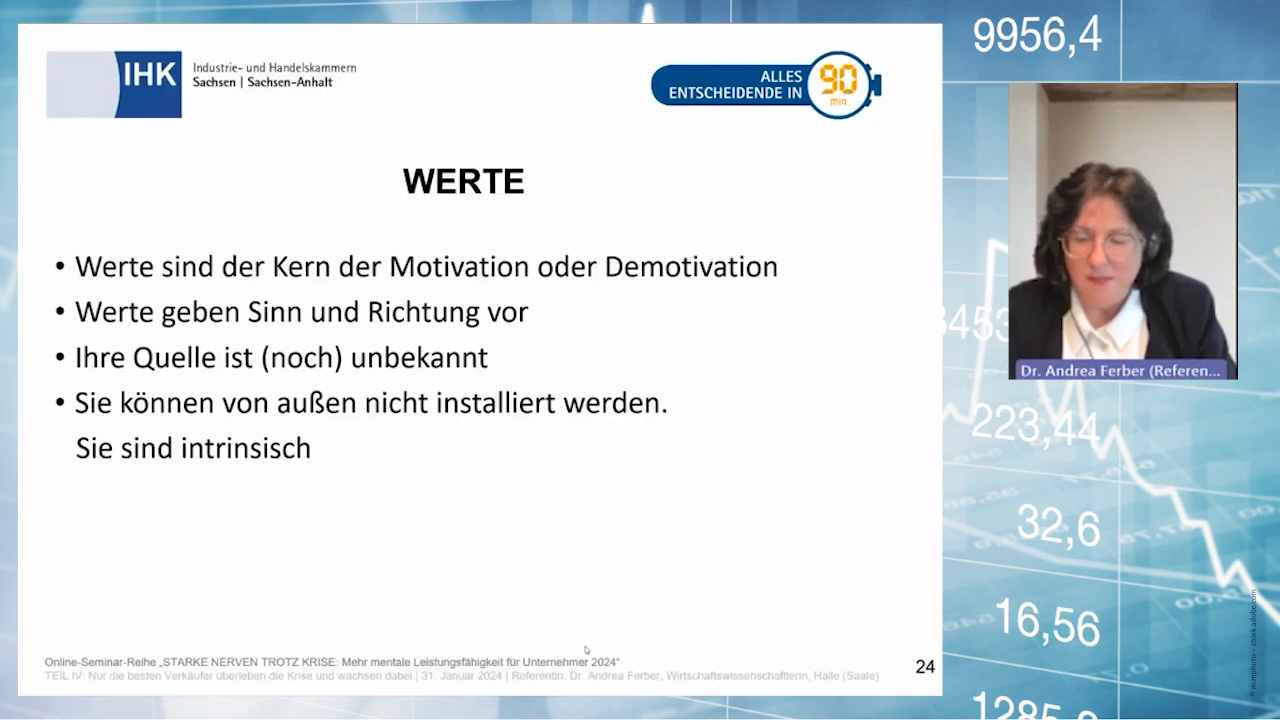 IHK
Industrie- und Handelskammern
Sachsen | Sachsen-Anhalt
ALLES
ENTSCHEIDENDE IN
90
min
WERTE
• Werte sind der Kern der Motivation oder Demotivation
• Werte geben Sinn und Richtung vor
• Ihre Quelle ist (noch) unbekannt
• Sie können von außen nicht installiert werden.
Sie sind intrinsisch
Online-Seminar-Reihe „STARKE NERVEN TROTZ KRISE: Mehr mentale Leistungsfähigkeit für Unternehmer 2024“
TEIL IV: Nur die besten Verkäufer überleben die Krise und wachsen dabei | 31. Januar 2024 | Referentin: Dr. Andrea Ferber, Wirtschaftswissenschaftlerin, Halle (Saale)
24
9956,4
Dr. Andrea Ferber (Referen...
223,44
32,6
16,56